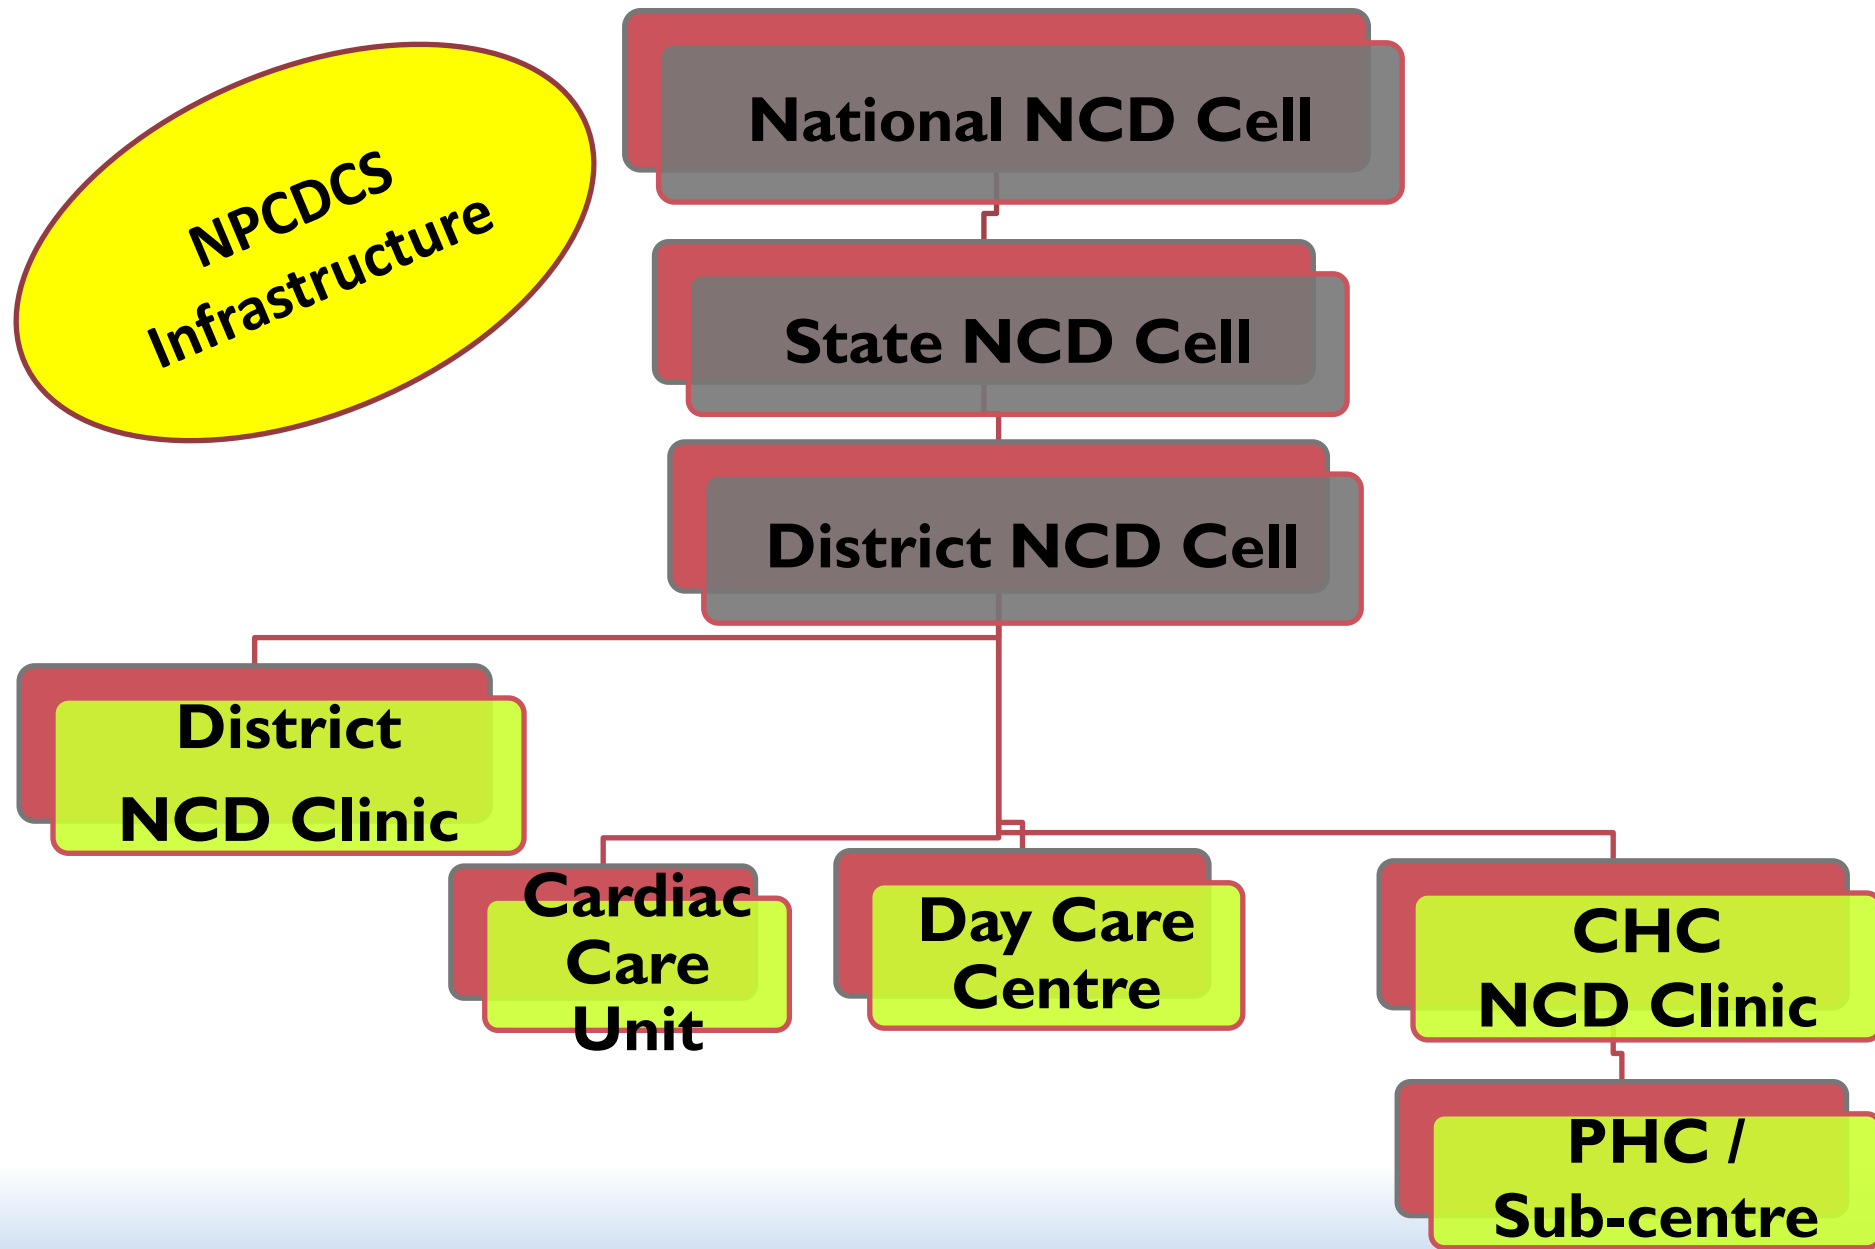 NPCDCS
Infrastructure
National NCD Cell
State NCD Cell
District NCD Cell
District
NCD Clinic
Cardiac
Care
Unit
Day Care
Centre
CHC
NCD Clinic
PHC /
Sub-centre